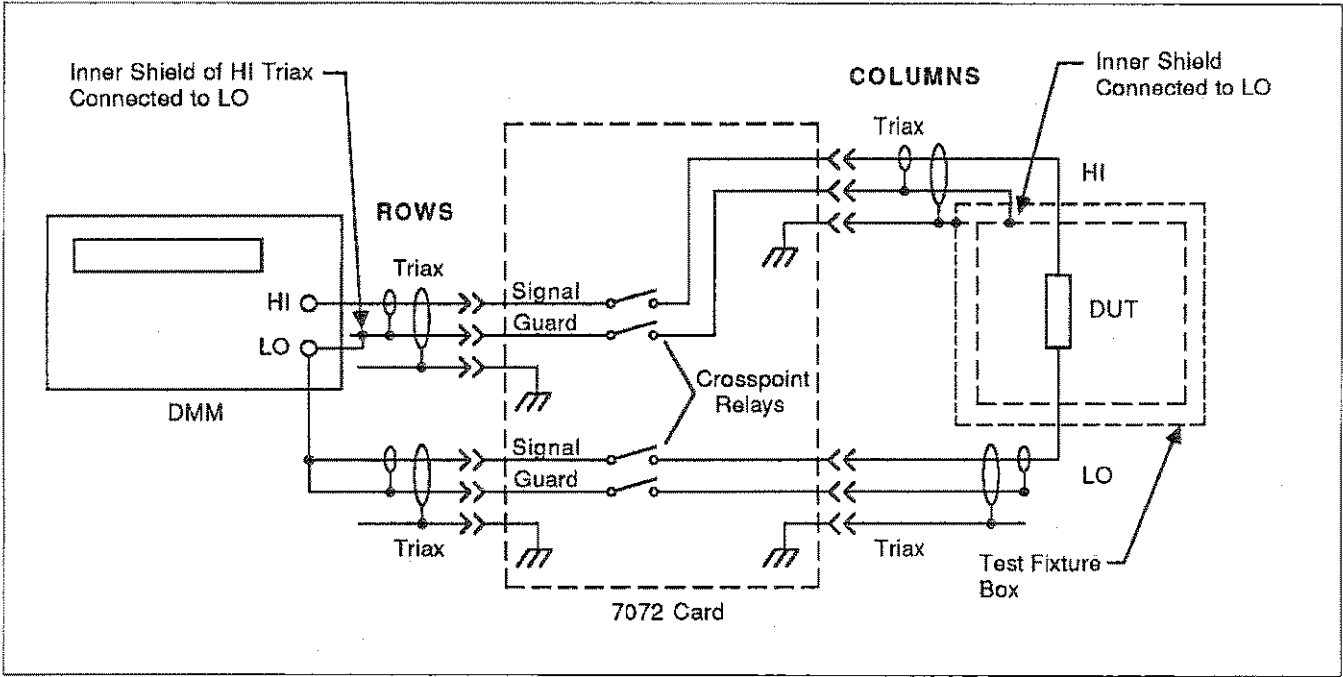 Inner Shield of HI Triax
Connected to LO
COLUMNS
Inner Shield
Connected to LO
Triax
HI
ROWS
Triax
HI
LO
DMM
Signal
Guard
Crosspoint
Relays
DUT
Signal
Guard
LO
Triax
Triax
Test Fixture
Box
7072 Card